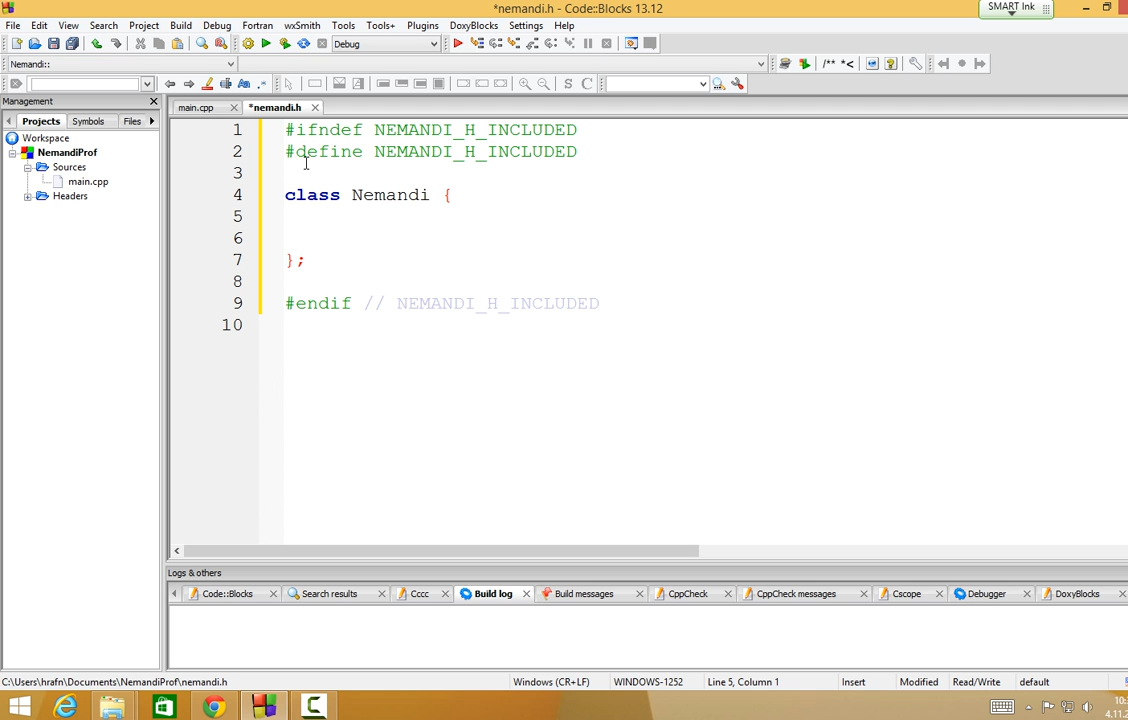 *nemandi.h - Code::Blocks 13.12
SMART Ink
File Edit View Search Project Build Debug Fortran wxSmith Tools Tools+ Plugins DoxyBlocks Settings Help
Debug
Nemandi::
/** *<
S C
Management
main.cpp *nemandi.h
Projects Symbols Files
Workspace
NemandiProf
Sources
main.cpp
Headers
1 #ifndef NEMANDI_H_INCLUDED
2 #define NEMANDI_H_INCLUDED
3
4 class Nemandi {
5
6
7 };
8
9 #endif // NEMANDI_H_INCLUDED
10
Logs & others
Code::Blocks Search results Cccc Build log Build messages CppCheck CppCheck messages Cscope Debugger DoxyBlocks
C:\Users\hrafn\Documents\NemandiProf\nemandi.h Windows (CR+LF) WINDOWS-1252 Line 5, Column 1 Insert Modified Read/Write default